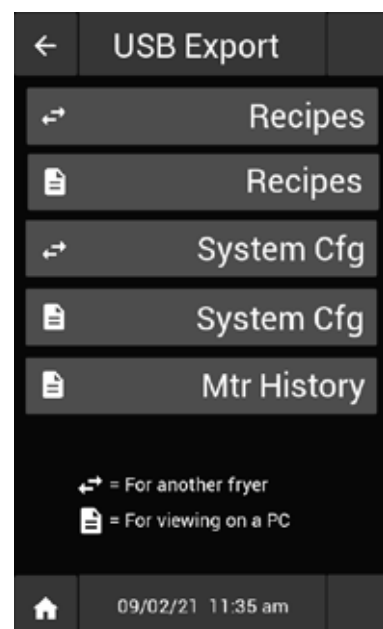 USB Export
Recipes
Recipes
System Cfg
System Cfg
Mtr History
= For another fryer
= For viewing on a PC
09/02/21 11:35 am